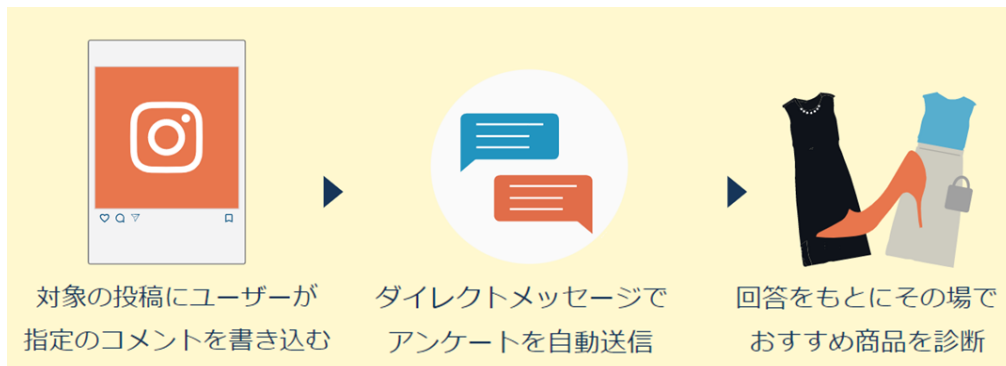 対象の投稿にユーザーが
指定のコメントを書き込む
ダイレクトメッセージで
アンケートを自動送信
回答をもとにその場で
おすすめ商品を診断